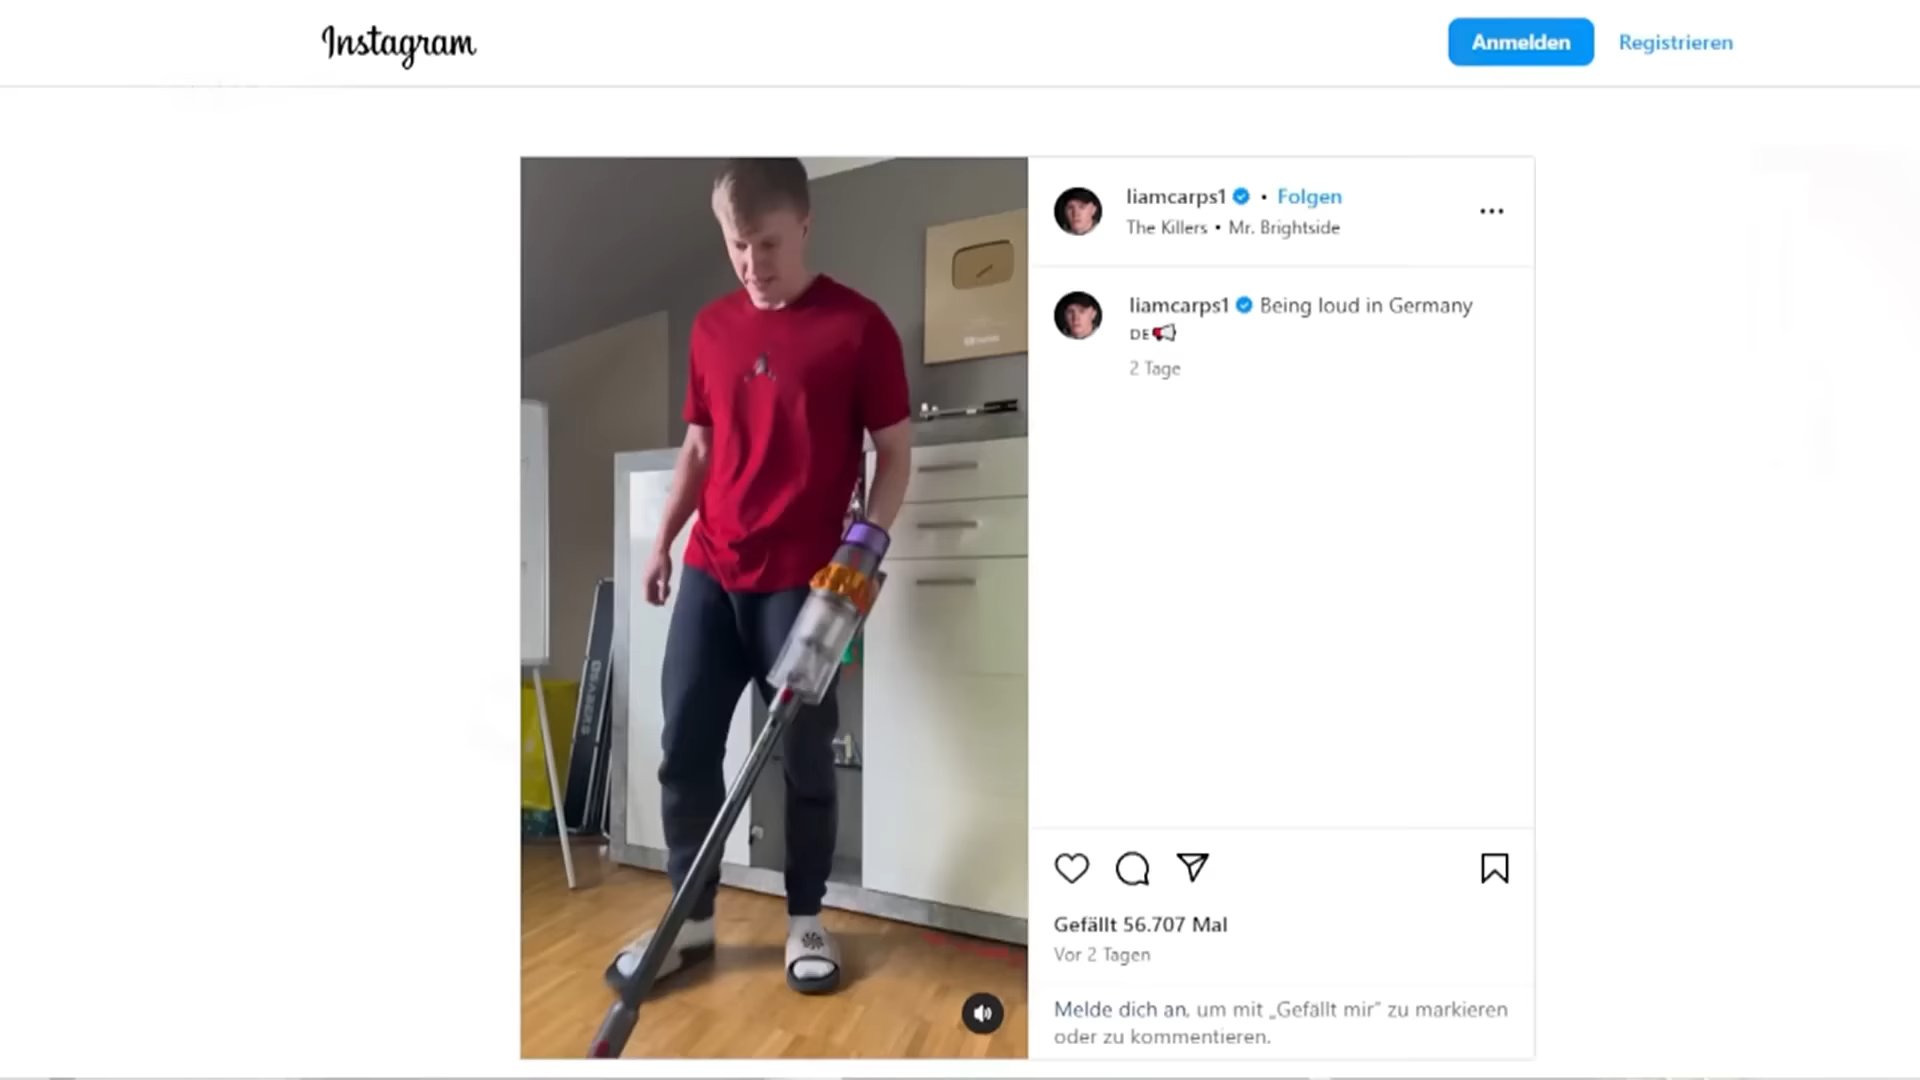 Instagram
Anmelden
Registrieren
liamcarps1 • Folgen
The Killers • Mr. Brightside
liamcarps1 Being loud in Germany
DE
2 Tage
Gefällt 56.707 Mal
Vor 2 Tagen
Melde dich an, um mit „Gefällt mir“ zu markieren
oder zu kommentieren.